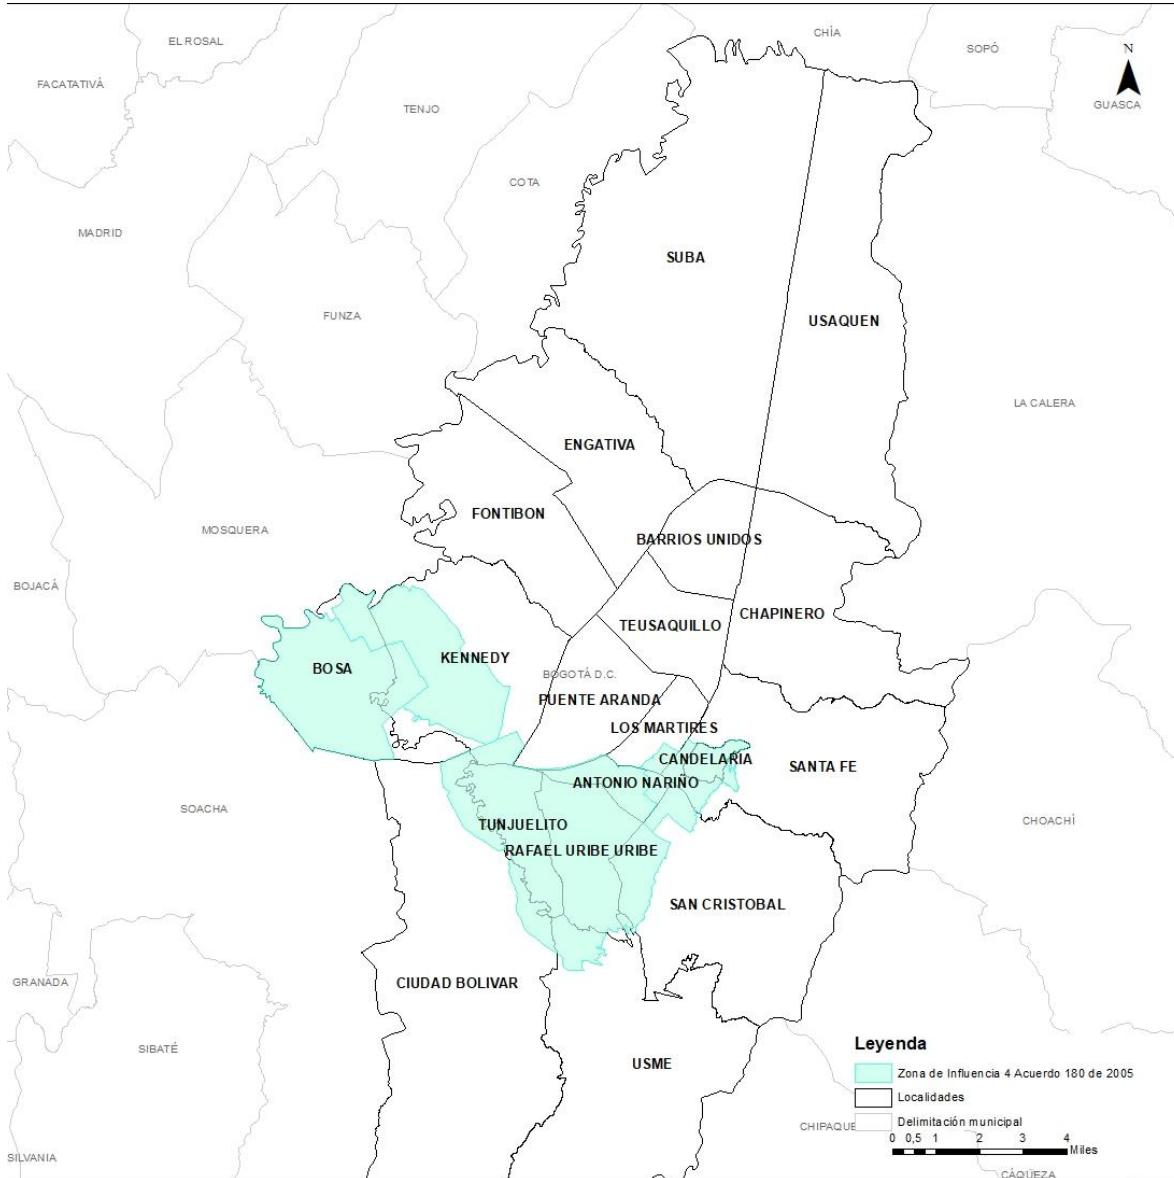 CHÍA
EL ROSAL
SOPÓ
N
FACATATIVÁ
TENJO
GUASCA
COTA
MADRID
SUBA
FUNZA
USAQUEN
LA CALERA
ENGATIVA
FONTIBON
MOSQUERA
BARRIOS UNIDOS
BOJACÁ
CHAPINERO
TEUSAQUILLO
KENNEDY
BOSA
BOGOTÁ D.C.
PUENTE ARANDA
LOS MARTIRES
CANDELARIA
SANTA FE
ANTONIO NARIÑO
SOACHA
CHOACHÍ
TUNJUELITO
RAFAEL URIBE URIBE
SAN CRISTOBAL
GRANADA
CIUDAD BOLIVAR
SIBATÉ
USME
Leyenda
Zona de Influencia 4 Acuerdo 180 de 2005
Localidades
Delimitación municipal
CHIPAQUE
0 0,5 1 2 3 4
Miles
SILVANIA
CÁQUEZA